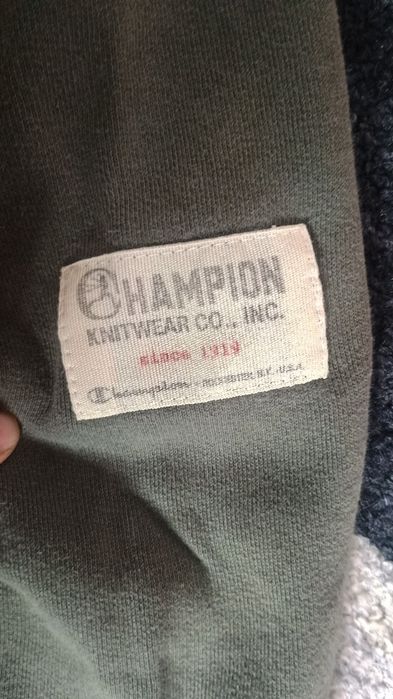 CHAMPION
KNITWEAR CO., INC.
since 1919
Champion - ROCHESTER, N.Y. - U.S.A.